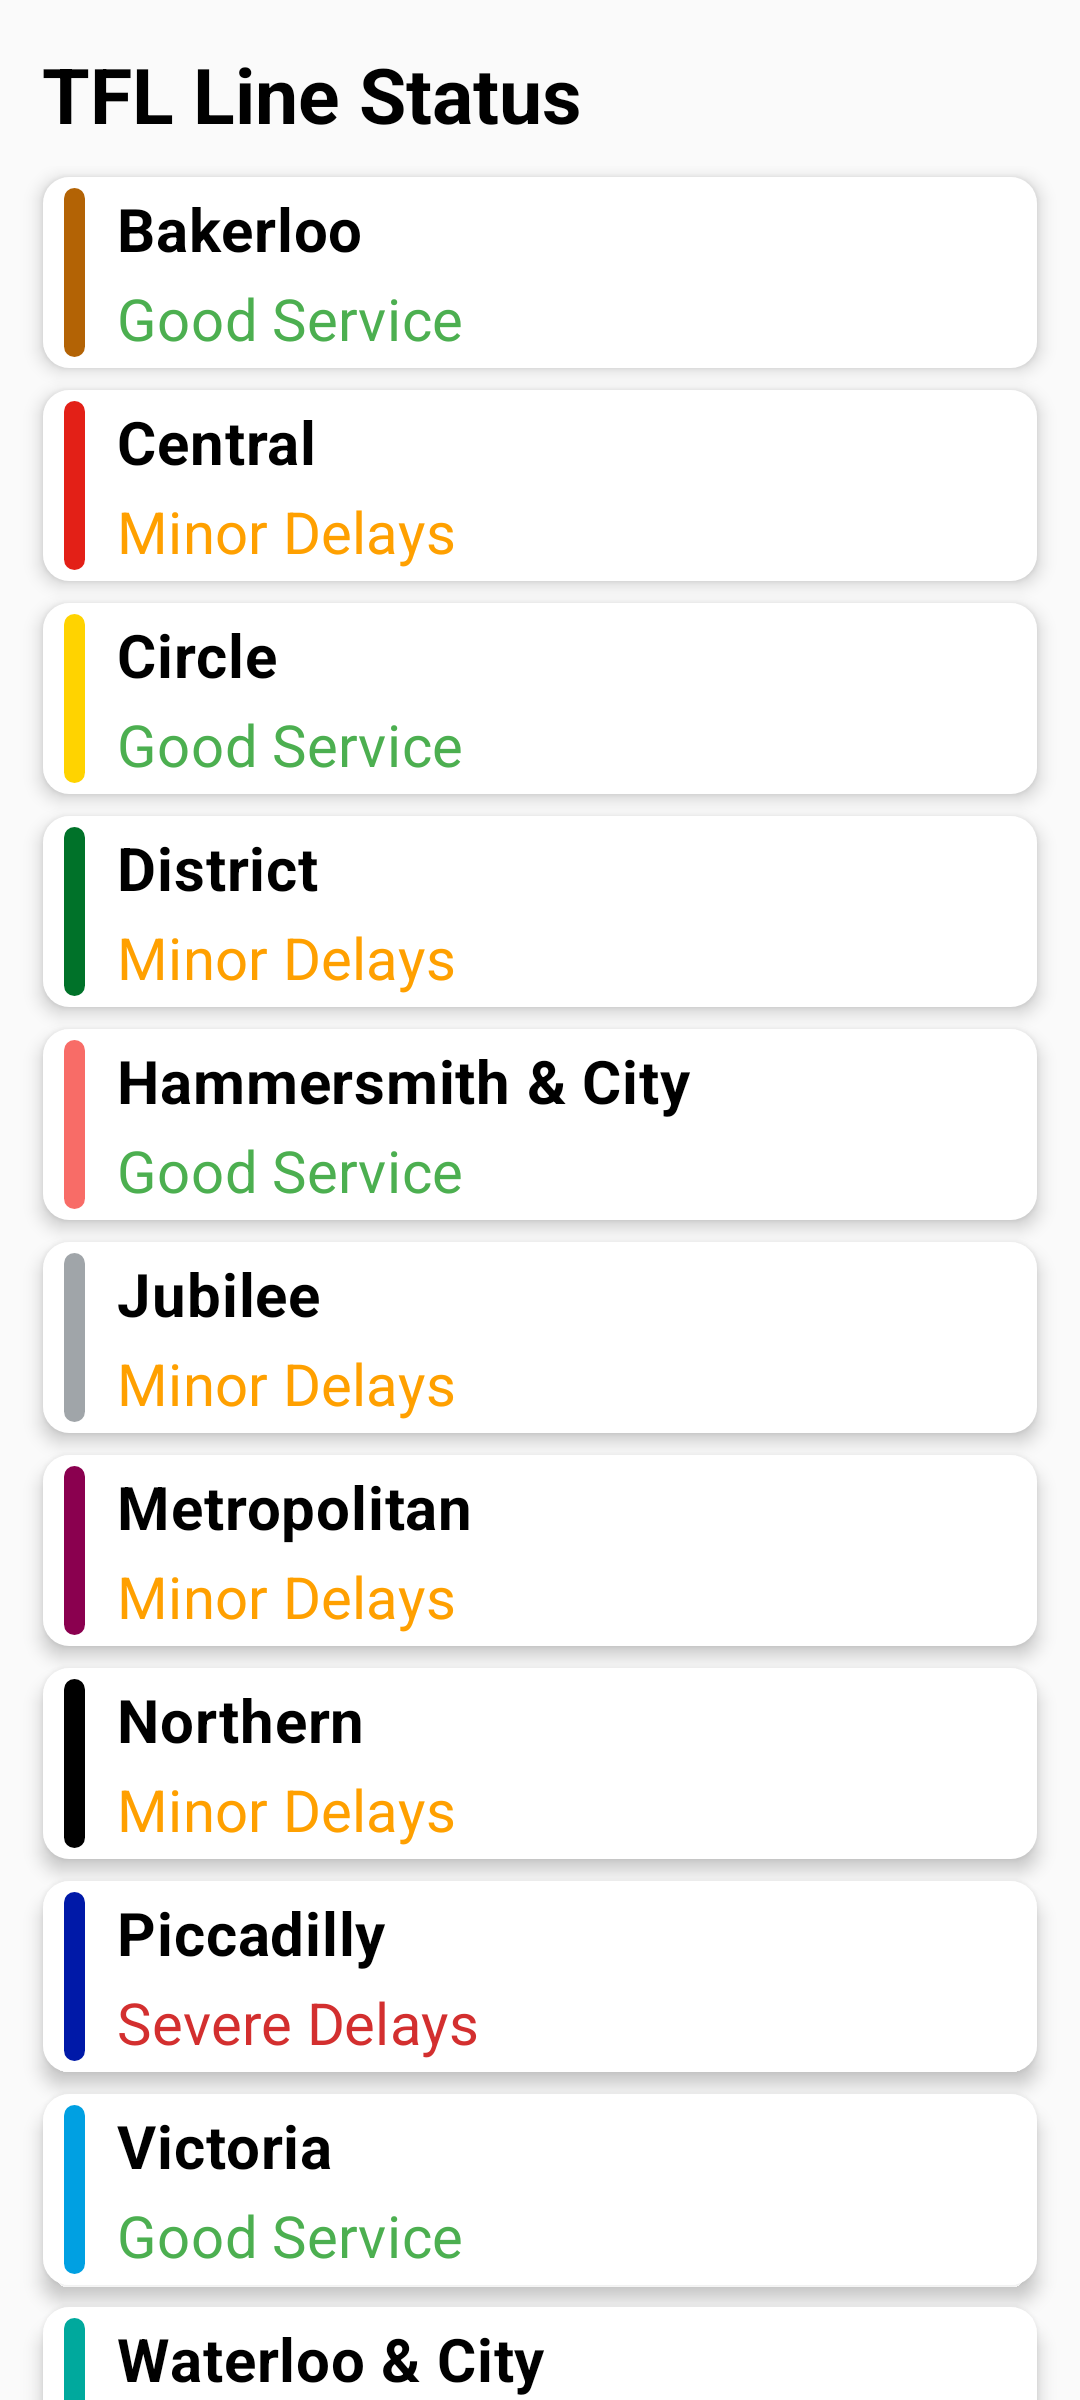 TFL Line Status
Bakerloo
Good Service
Central
Minor Delays
Circle
Good Service
District
Minor Delays
Hammersmith & City
Good Service
Jubilee
Minor Delays
Metropolitan
Minor Delays
Northern
Minor Delays
Piccadilly
Severe Delays
Victoria
Good Service
Waterloo & City